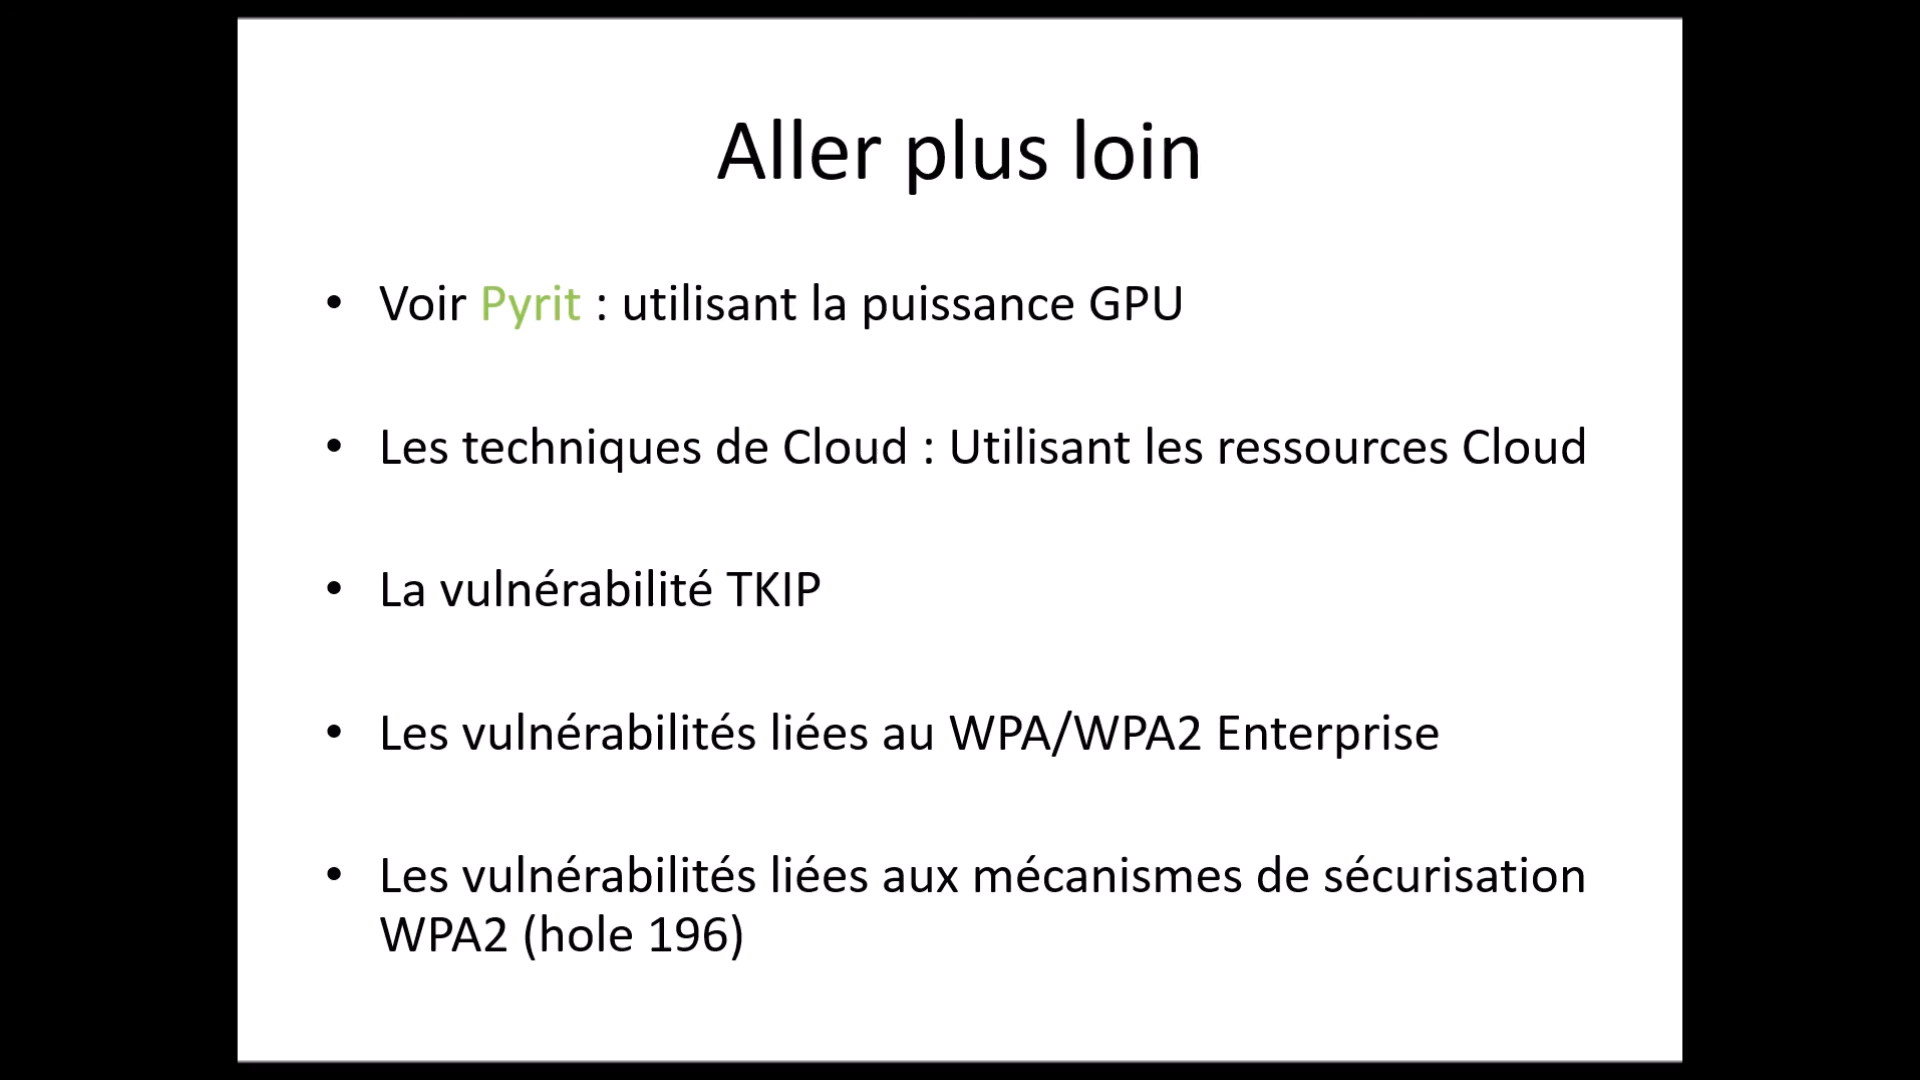 Aller plus loin
• Voir Pyrit : utilisant la puissance GPU
• Les techniques de Cloud : Utilisant les ressources Cloud
• La vulnérabilité TKIP
• Les vulnérabilités liées au WPA/WPA2 Enterprise
• Les vulnérabilités liées aux mécanismes de sécurisation
WPA2 (hole 196)